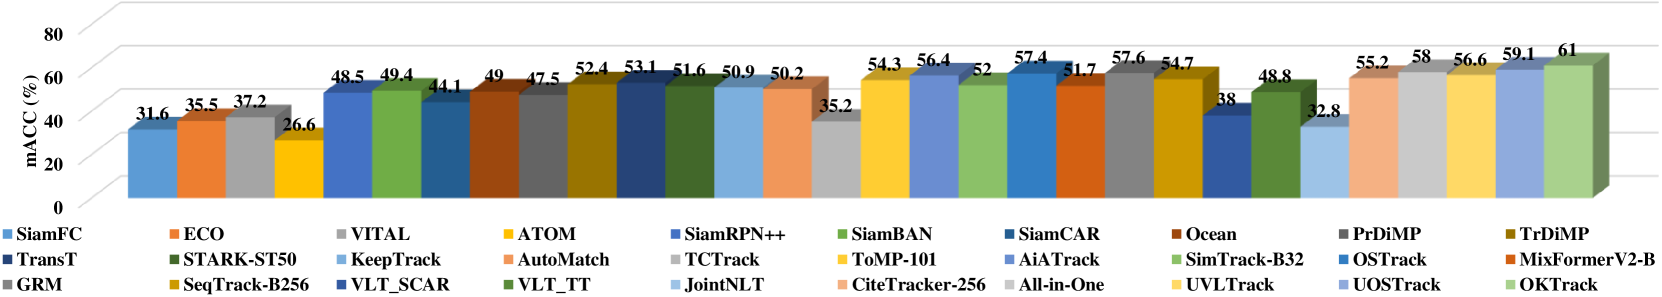 80
60
40
20
0
mACC (%)
31.6 35.5 37.2 26.6 48.5 49.4 44.1 49 47.5 52.4 53.1 51.6 50.9 50.2 35.2 54.3 56.4 52 57.4 51.7 57.6 54.7 38 48.8 32.8 55.2 58 56.6 59.1 61
SiamFC ECO VITAL ATOM SiamRPN++ SiamBAN SiamCAR Ocean PrDiMP TrDiMP
TransT STARK-ST50 KeepTrack AutoMatch TCTrack ToMP-101 AiATrack SimTrack-B32 OSTrack MixFormerV2-B
GRM SeqTrack-B256 VLT_SCAR VLT_TT JointNLT CiteTracker-256 All-in-One UVLTrack UOSTrack OKTrack